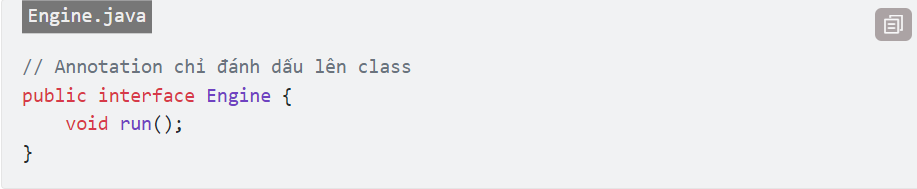 Engine.java
// Annotation chỉ đánh dấu lên class
public interface Engine {
    void run();
}